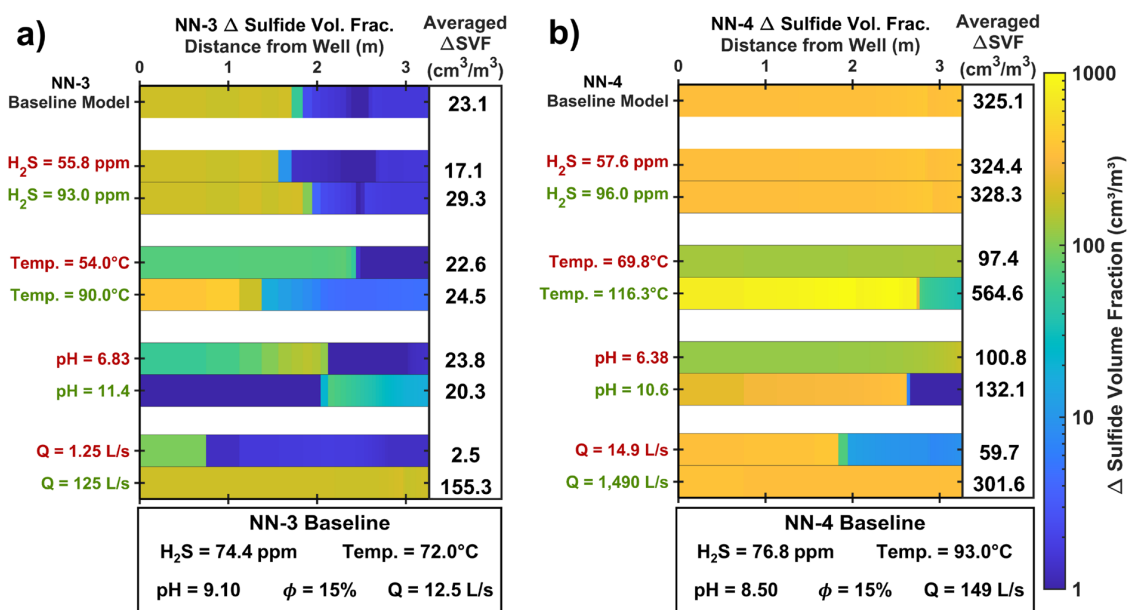 a)
NN-3 Δ Sulfide Vol. Frac.
Distance from Well (m)
Averaged
ΔSVF
(cm³/m³)
0 1 2 3
NN-3
Baseline Model
23.1
H₂S = 55.8 ppm
17.1
H₂S = 93.0 ppm
29.3
Temp. = 54.0°C
22.6
Temp. = 90.0°C
24.5
pH = 6.83
23.8
pH = 11.4
20.3
Q = 1.25 L/s
2.5
Q = 125 L/s
155.3
NN-3 Baseline
H₂S = 74.4 ppm Temp. = 72.0°C
pH = 9.10 ϕ = 15% Q = 12.5 L/s
b)
NN-4 Δ Sulfide Vol. Frac.
Distance from Well (m)
Averaged
ΔSVF
(cm³/m³)
0 1 2 3
NN-4
Baseline Model
325.1
H₂S = 57.6 ppm
324.4
H₂S = 96.0 ppm
328.3
Temp. = 69.8°C
97.4
Temp. = 116.3°C
564.6
pH = 6.38
100.8
pH = 10.6
132.1
Q = 14.9 L/s
59.7
Q = 1,490 L/s
301.6
NN-4 Baseline
H₂S = 76.8 ppm Temp. = 93.0°C
pH = 8.50 ϕ = 15% Q = 149 L/s
1000
100
10
1
Δ Sulfide Volume Fraction (cm³/m³)